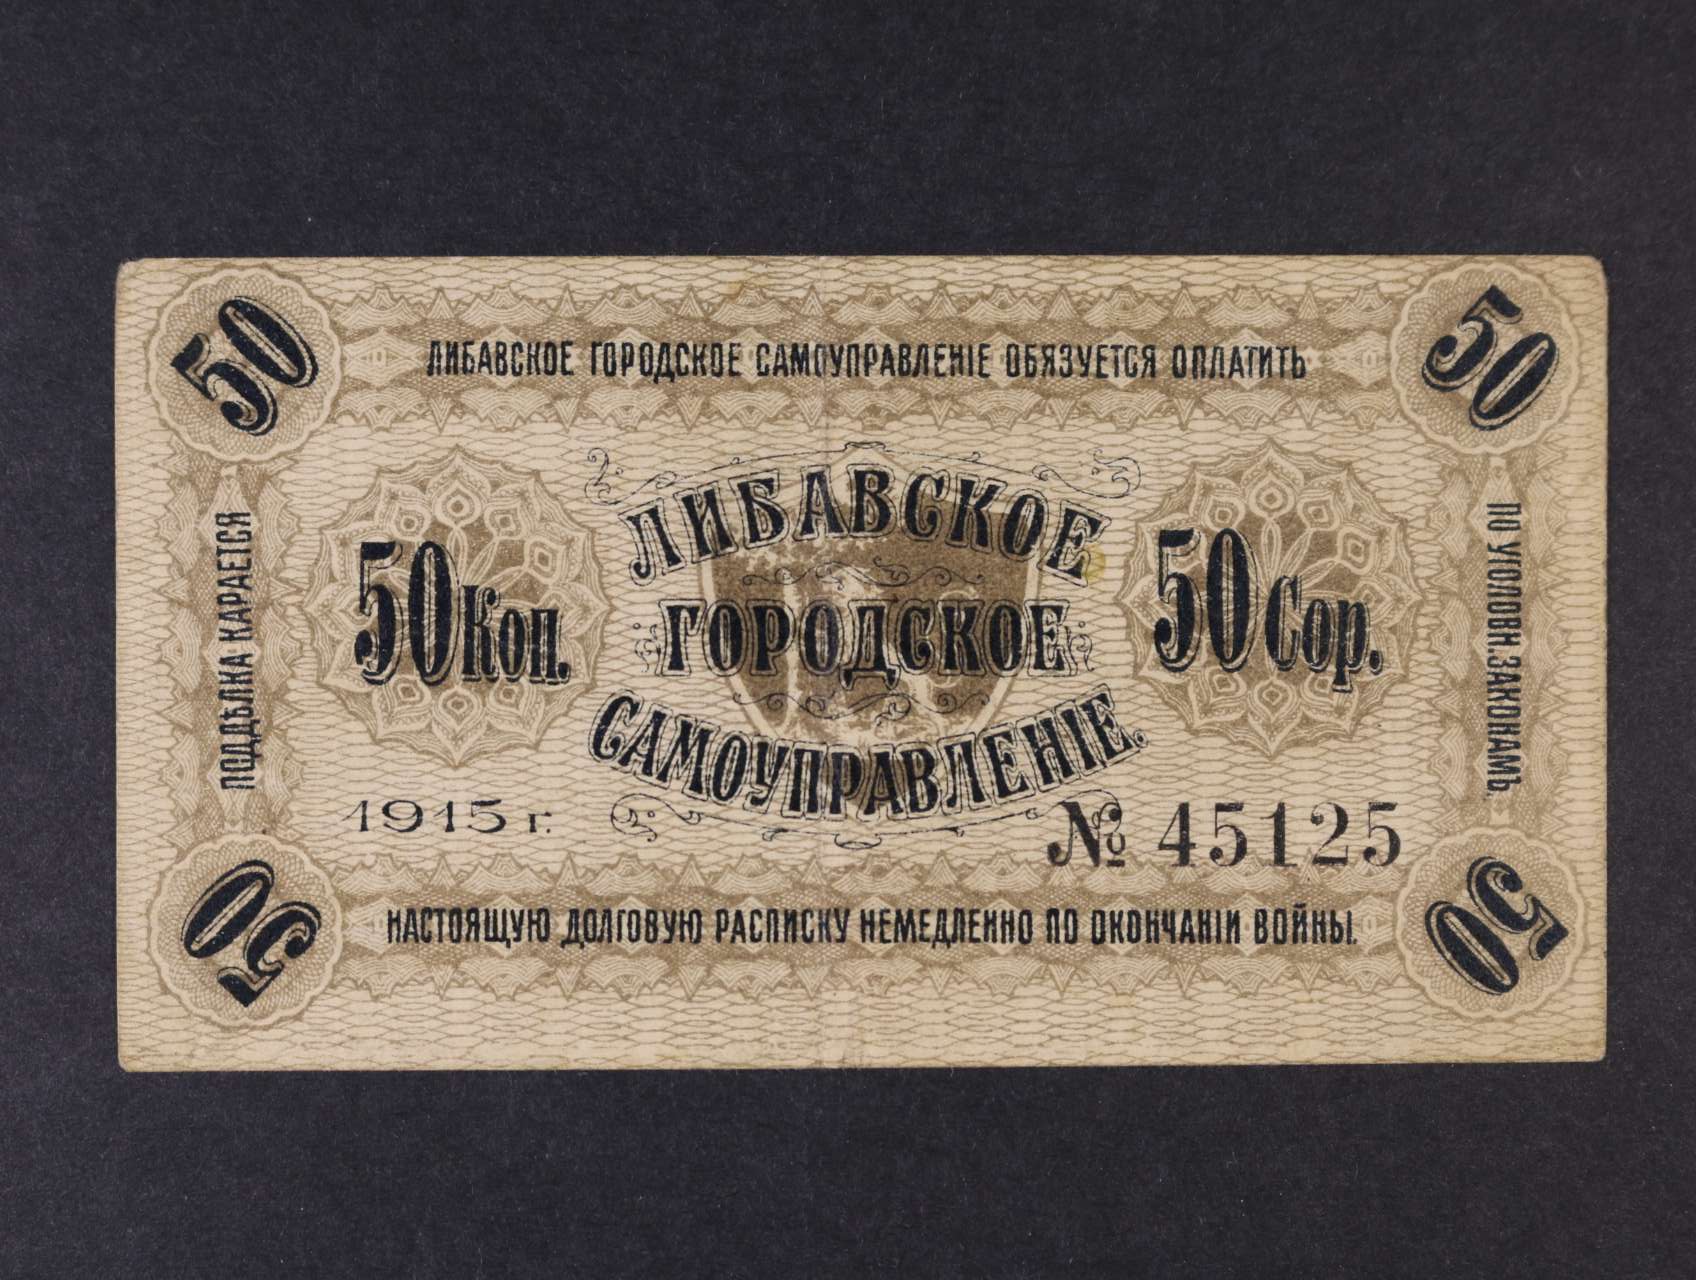 50
50
ЛИБАВСКОЕ ГОРОДСКОЕ САМОУПРАВЛЕНІЕ ОБЯЗУЕТСЯ ОПЛАТИТЬ
ПОДДѢЛКА КАРАЕТСЯ
50 Коп.
ЛИБАВСКОЕ
ГОРОДСКОЕ
САМОУПРАВЛЕНІЕ.
50 Cop.
ПО УГОЛОВН. ЗАКОНАМЪ.
1915 г.
№ 45125
НАСТОЯЩУЮ ДОЛГОВУЮ РАСПИСКУ НЕМЕДЛЕННО ПО ОКОНЧАНІИ ВОЙНЫ.
50
50